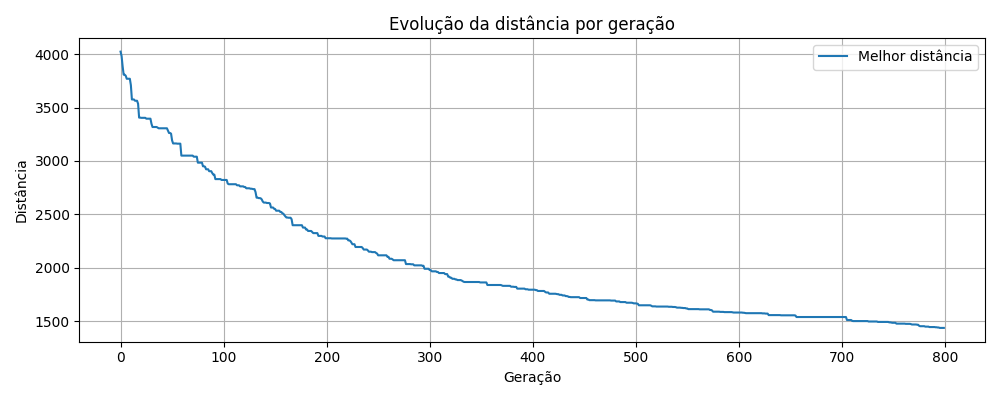 Evolução da distância por geração
Melhor distância
Distância
4000
3500
3000
2500
2000
1500
0 100 200 300 400 500 600 700 800
Geração